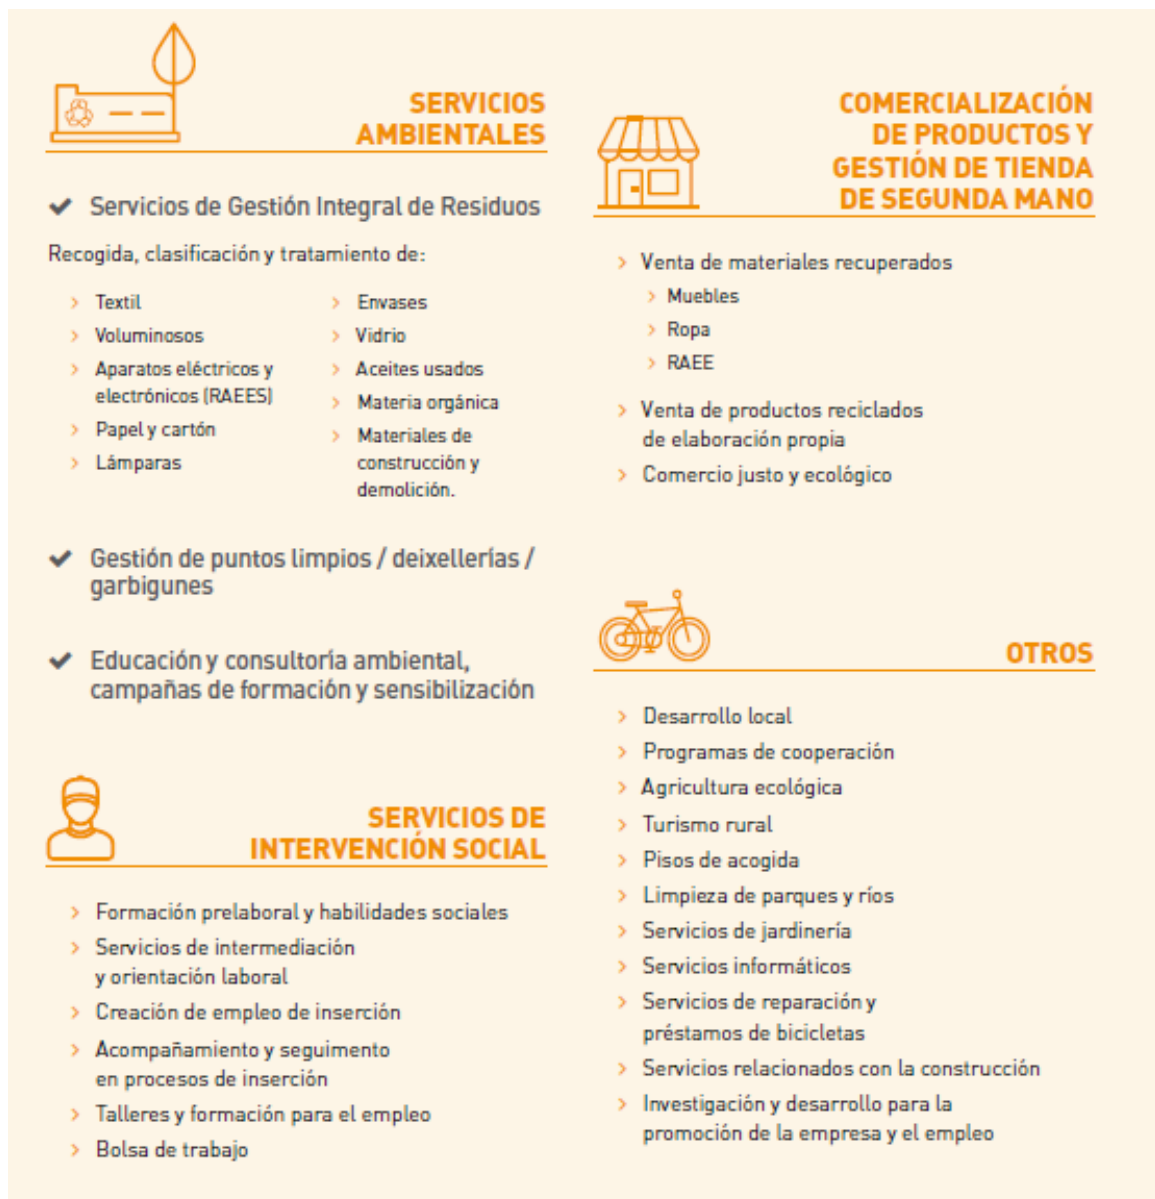 SERVICIOS
AMBIENTALES
Servicios de Gestión Integral de Residuos
Recogida, clasificación y tratamiento de:
Textil
Voluminosos
Aparatos eléctricos y
electrónicos (RAEES)
Papel y cartón
Lámparas
Envases
Vidrio
Aceites usados
Materia orgánica
Materiales de
construcción y
demolición.
Gestión de puntos limpios / deixellerías /
garbigunes
Educación y consultoría ambiental,
campañas de formación y sensibilización
SERVICIOS DE
INTERVENCIÓN SOCIAL
Formación prelaboral y habilidades sociales
Servicios de intermediación
y orientación laboral
Creación de empleo de inserción
Acompañamiento y seguimento
en procesos de inserción
Talleres y formación para el empleo
Bolsa de trabajo
COMERCIALIZACIÓN
DE PRODUCTOS Y
GESTIÓN DE TIENDA
DE SEGUNDA MANO
Venta de materiales recuperados
Muebles
Ropa
RAEE
Venta de productos reciclados
de elaboración propia
Comercio justo y ecológico
OTROS
Desarrollo local
Programas de cooperación
Agricultura ecológica
Turismo rural
Pisos de acogida
Limpieza de parques y ríos
Servicios de jardinería
Servicios informáticos
Servicios de reparación y
préstamos de bicicletas
Servicios relacionados con la construcción
Investigación y desarrollo para la
promoción de la empresa y el empleo